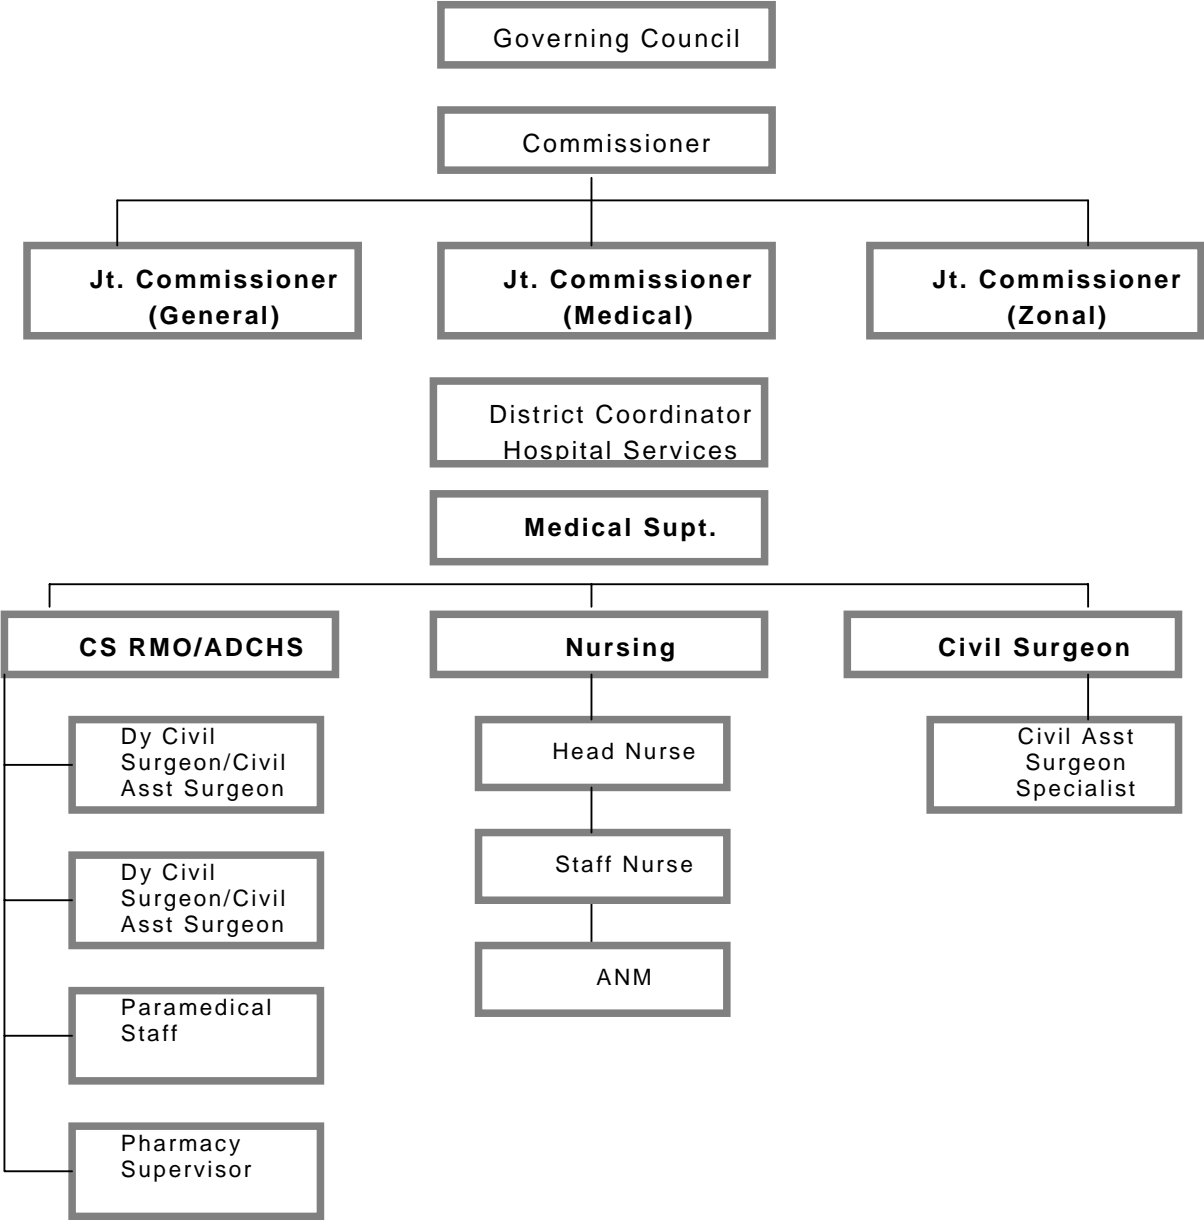 Governing Council
Commissioner
Jt. Commissioner
(General)
Jt. Commissioner
(Medical)
Jt. Commissioner
(Zonal)
District Coordinator
Hospital Services
Medical Supt.
CS RMO/ADCHS
Nursing
Civil Surgeon
Dy Civil
Surgeon/Civil
Asst Surgeon
Head Nurse
Civil Asst
Surgeon
Specialist
Dy Civil
Surgeon/Civil
Asst Surgeon
Staff Nurse
ANM
Paramedical
Staff
Pharmacy
Supervisor